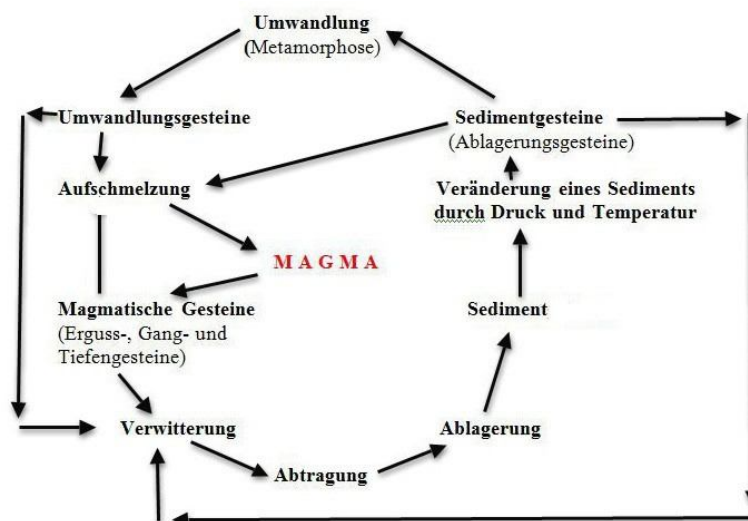 Umwandlung
(Metamorphose)
Umwandlungsgesteine
Sedimentgesteine
(Ablagerungsgesteine)
Aufschmelzung
Veränderung eines Sediments
durch Druck und Temperatur
M A G M A
Magmatische Gesteine
(Erguss-, Gang- und
Tiefengesteine)
Sediment
Verwitterung
Ablagerung
Abtragung